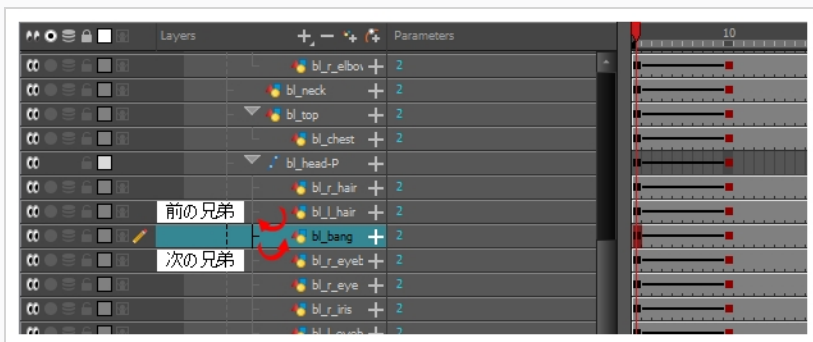 Layers Parameters 10
bl_r_elbov 2
bl_neck 2
bl_top 2
bl_chest 2
bl_head-P
bl_r_hair 2
前の兄弟 bl_l_hair 2
bl_bang 2
次の兄弟 bl_r_eyeb 2
bl_r_eye 2
bl_r_iris 2